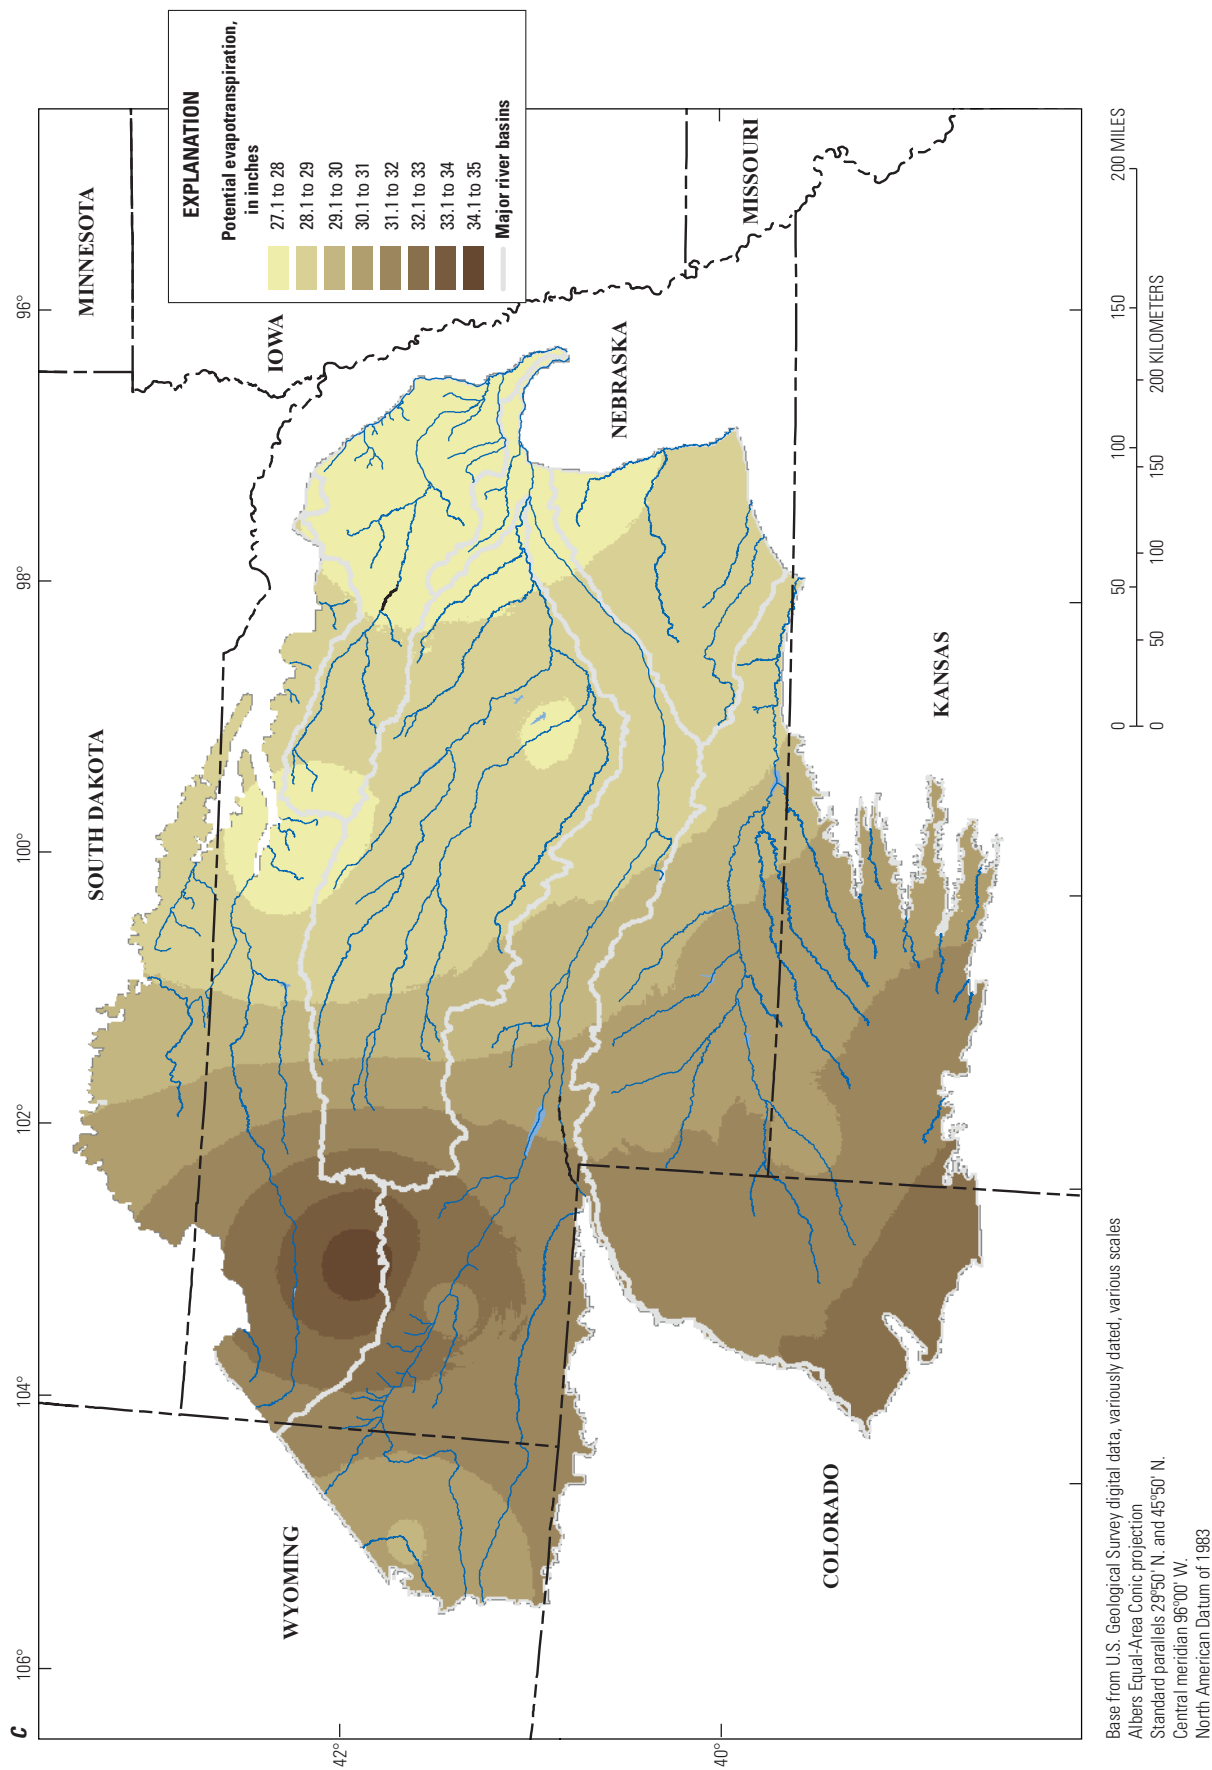 C
106°
104°
102°
100°
98°
96°
42°
40°
SOUTH DAKOTA
MINNESOTA
WYOMING
IOWA
NEBRASKA
MISSOURI
COLORADO
KANSAS
EXPLANATION
Potential evapotranspiration,
in inches
27.1 to 28
28.1 to 29
29.1 to 30
30.1 to 31
31.1 to 32
32.1 to 33
33.1 to 34
34.1 to 35
Major river basins
Base from U.S. Geological Survey digital data, variously dated, various scales
Albers Equal-Area Conic projection
Standard parallels 29°50' N. and 45°50' N.
Central meridian 96°00' W.
North American Datum of 1983
0 50 100 150 200 MILES
0 50 100 150 200 KILOMETERS